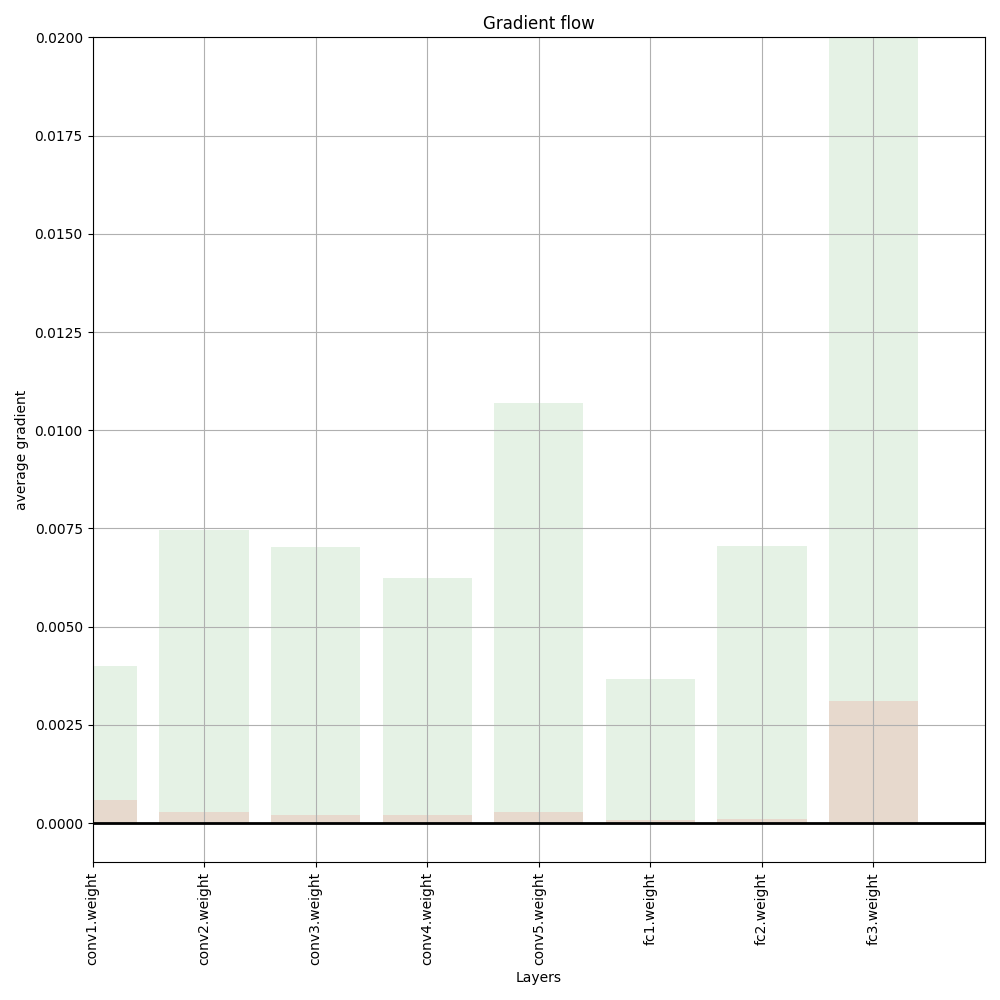 Gradient flow
0.0200
0.0175
0.0150
0.0125
0.0100
0.0075
0.0050
0.0025
0.0000
average gradient
conv1.weight
conv2.weight
conv3.weight
conv4.weight
conv5.weight
fc1.weight
fc2.weight
fc3.weight
Layers